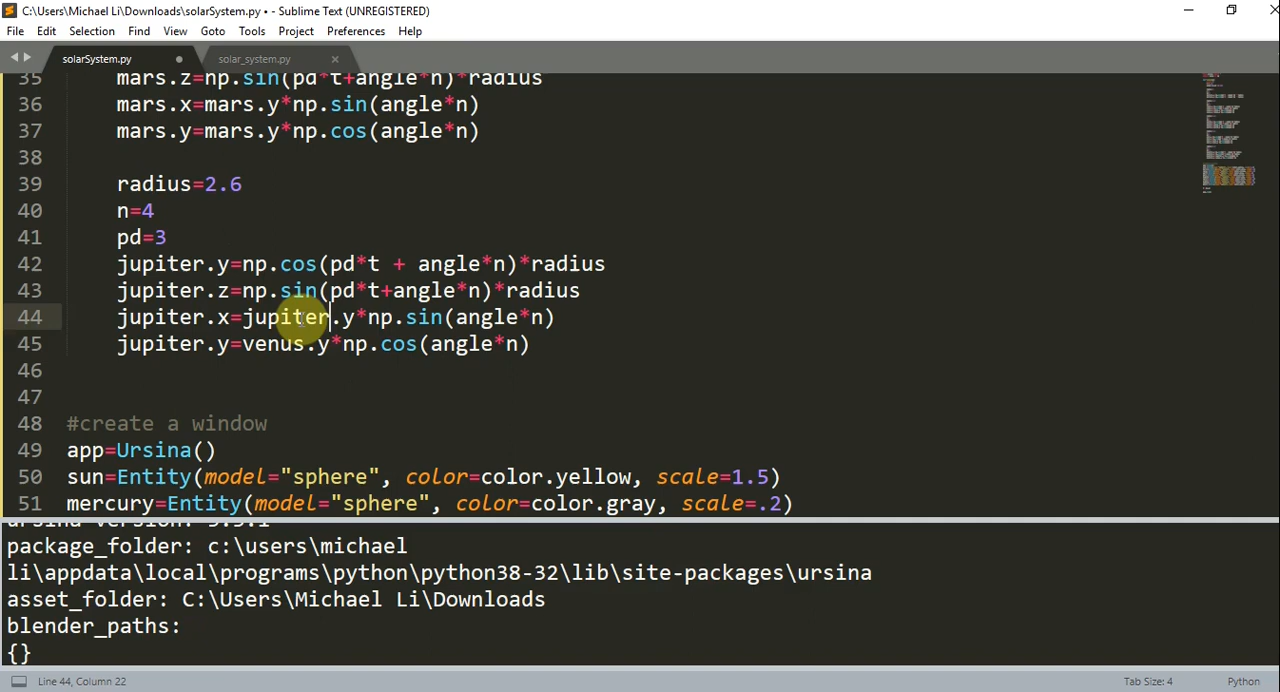 C:\Users\Michael Li\Downloads\solarSystem.py • - Sublime Text (UNREGISTERED)
File Edit Selection Find View Goto Tools Project Preferences Help
solarSystem.py solar_system.py
35 mars.z=np.sin(pd*t+angle*n)*radius
36 mars.x=mars.y*np.sin(angle*n)
37 mars.y=mars.y*np.cos(angle*n)
38
39 radius=2.6
40 n=4
41 pd=3
42 jupiter.y=np.cos(pd*t + angle*n)*radius
43 jupiter.z=np.sin(pd*t+angle*n)*radius
44 jupiter.x=jupiter.y*np.sin(angle*n)
45 jupiter.y=venus.y*np.cos(angle*n)
46
47
48 #create a window
49 app=Ursina()
50 sun=Entity(model="sphere", color=color.yellow, scale=1.5)
51 mercury=Entity(model="sphere", color=color.gray, scale=.2)
package_folder: c:\users\michael
li\appdata\local\programs\python\python38-32\lib\site-packages\ursina
asset_folder: C:\Users\Michael Li\Downloads
blender_paths:
{}
Line 44, Column 22 Tab Size: 4 Python